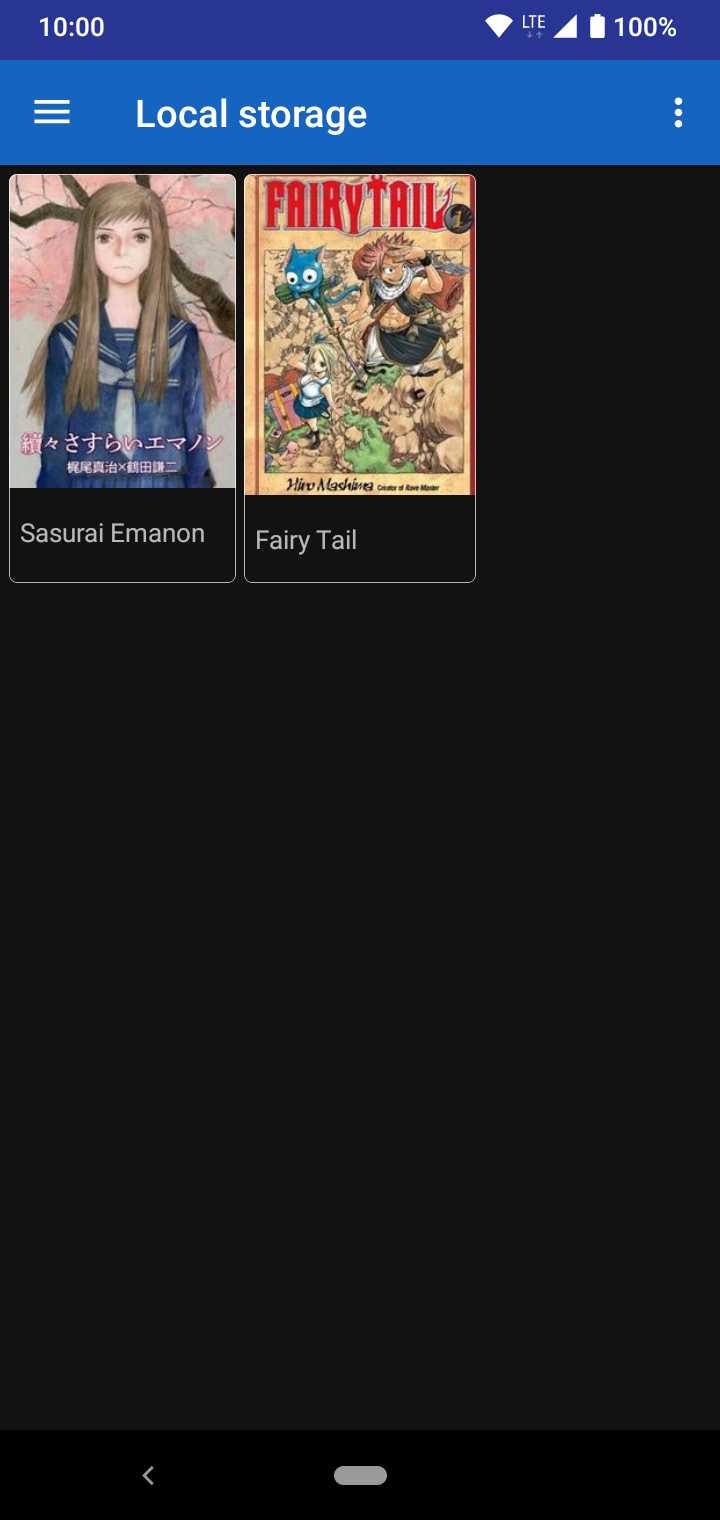 10:00 LTE 100%
Local storage
續々さすらいエマノン
梶尾真治×鶴田謙二
Sasurai Emanon
FAIRY TAIL 1
Hiro Mashima Creator of Rave Master
Fairy Tail